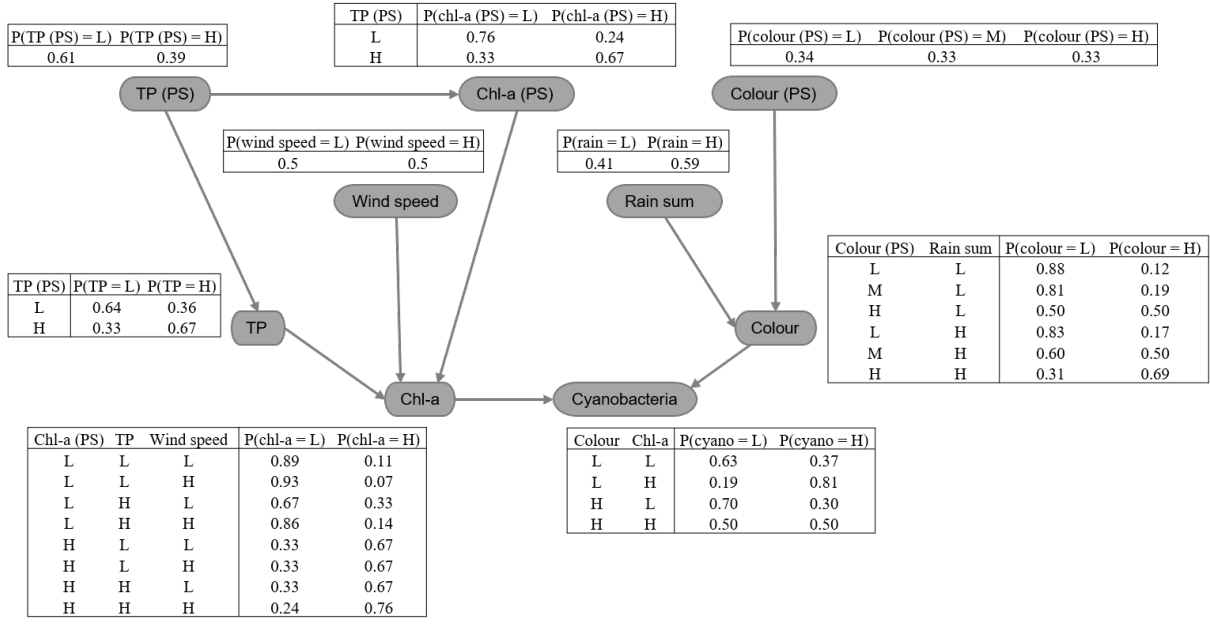 P(TP (PS) = L) P(TP (PS) = H)
0.61 0.39
TP (PS) P(chl-a (PS) = L) P(chl-a (PS) = H)
L 0.76 0.24
H 0.33 0.67
P(colour (PS) = L) P(colour (PS) = M) P(colour (PS) = H)
0.34 0.33 0.33
TP (PS)
Chl-a (PS)
Colour (PS)
P(wind speed = L) P(wind speed = H)
0.5 0.5
P(rain = L) P(rain = H)
0.41 0.59
Wind speed
Rain sum
Colour (PS) Rain sum P(colour = L) P(colour = H)
L L 0.88 0.12
M L 0.81 0.19
H L 0.50 0.50
L H 0.83 0.17
M H 0.60 0.50
H H 0.31 0.69
TP (PS) P(TP = L) P(TP = H)
L 0.64 0.36
H 0.33 0.67
TP
Colour
Chl-a
Cyanobacteria
Chl-a (PS) TP Wind speed P(chl-a = L) P(chl-a = H)
L L L 0.89 0.11
L L H 0.93 0.07
L H L 0.67 0.33
L H H 0.86 0.14
H L L 0.33 0.67
H L H 0.33 0.67
H H L 0.33 0.67
H H H 0.24 0.76
Colour Chl-a P(cyano = L) P(cyano = H)
L L 0.63 0.37
L H 0.19 0.81
H L 0.70 0.30
H H 0.50 0.50